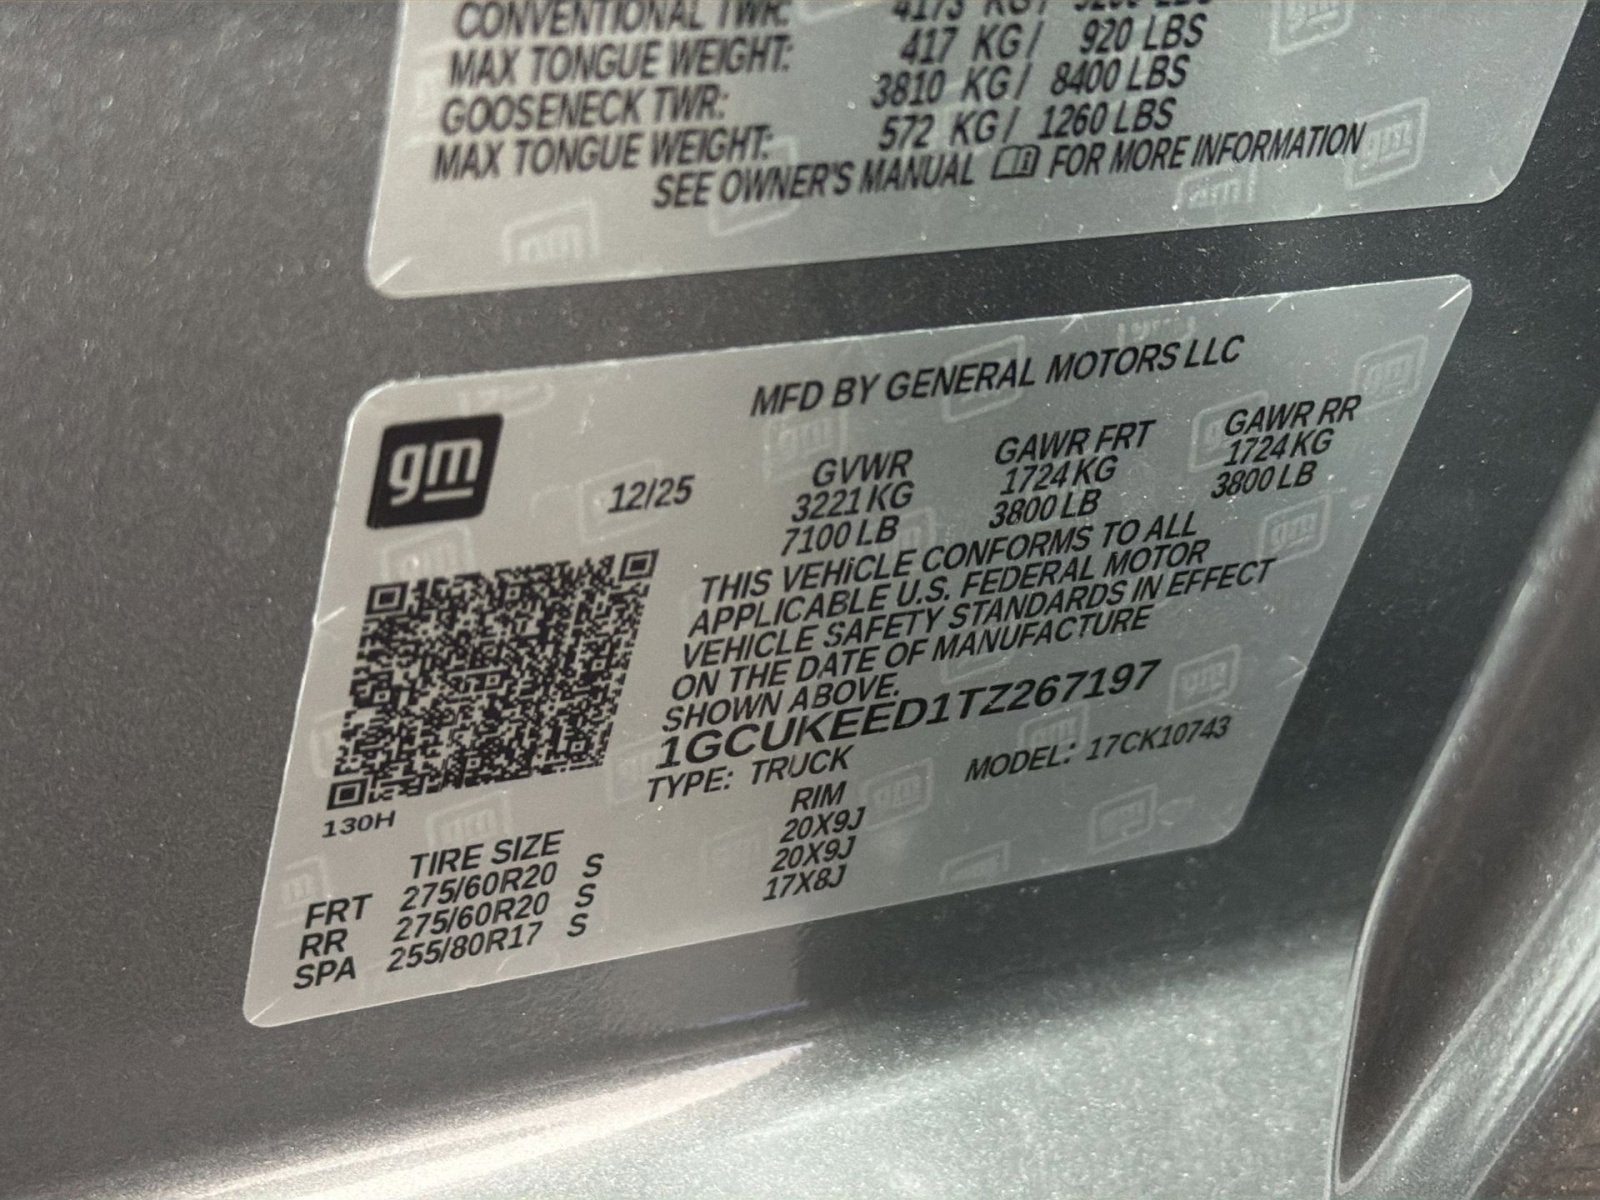 CONVENTIONAL TWR: 4173 KG/ 9200 LBS
MAX TONGUE WEIGHT: 417 KG/ 920 LBS
GOOSENECK TWR: 3810 KG/ 8400 LBS
MAX TONGUE WEIGHT: 572 KG/ 1260 LBS
SEE OWNER'S MANUAL FOR MORE INFORMATION
gm
MFD BY GENERAL MOTORS LLC
12/25
GVWR GAWR FRT GAWR RR
3221 KG 1724 KG 1724 KG
7100 LB 3800 LB 3800 LB
THIS VEHICLE CONFORMS TO ALL
APPLICABLE U.S. FEDERAL MOTOR
VEHICLE SAFETY STANDARDS IN EFFECT
ON THE DATE OF MANUFACTURE
SHOWN ABOVE.
1GCUKEED1TZ267197
TYPE: TRUCK MODEL: 17CK10743
130H
TIRE SIZE RIM
FRT 275/60R20 S 20X9J
RR 275/60R20 S 20X9J
SPA 255/80R17 S 17X8J